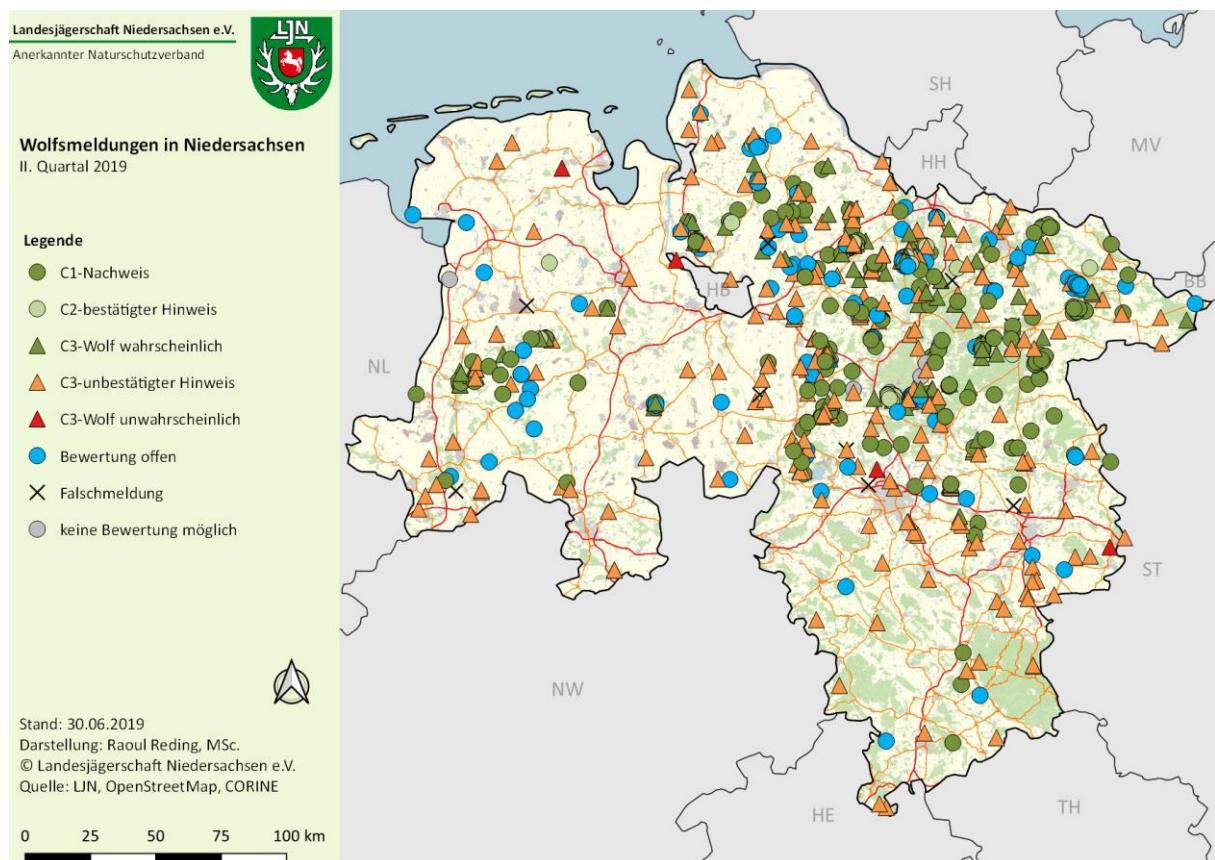 Landesjägerschaft Niedersachsen e.V.
Anerkannter Naturschutzverband
LJN
Wolfsmeldungen in Niedersachsen
II. Quartal 2019
Legende
C1-Nachweis
C2-bestätigter Hinweis
C3-Wolf wahrscheinlich
C3-unbestätigter Hinweis
C3-Wolf unwahrscheinlich
Bewertung offen
Falschmeldung
keine Bewertung möglich
Stand: 30.06.2019
Darstellung: Raoul Reding, MSc.
© Landesjägerschaft Niedersachsen e.V.
Quelle: LJN, OpenStreetMap, CORINE
0 25 50 75 100 km
SH
MV
HH
BB
HB
NL
ST
NW
HE
TH